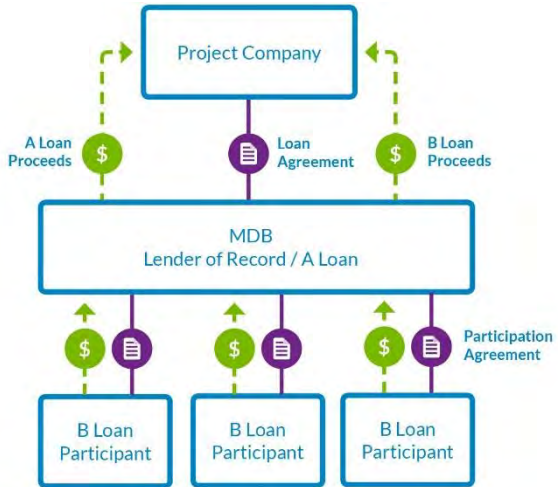 Project Company
A Loan
Proceeds
$
Loan
Agreement
$
B Loan
Proceeds
MDB
Lender of Record / A Loan
$
$
$
Participation
Agreement
B Loan
Participant
B Loan
Participant
B Loan
Participant